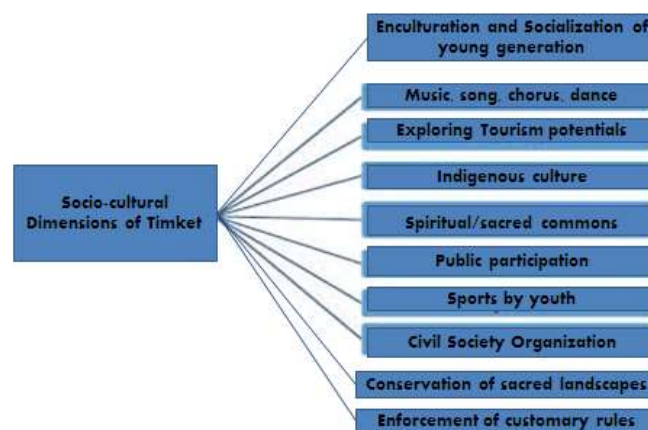 Enculturation and Socialization of
young generation
Music, song, chorus, dance
Exploring Tourism potentials
Indigenous culture
Socio-cultural
Dimensions of Timket
Spiritual/sacred commons
Public participation
Sports by youth
Civil Society Organization
Conservation of sacred landscapes
Enforcement of customary rules